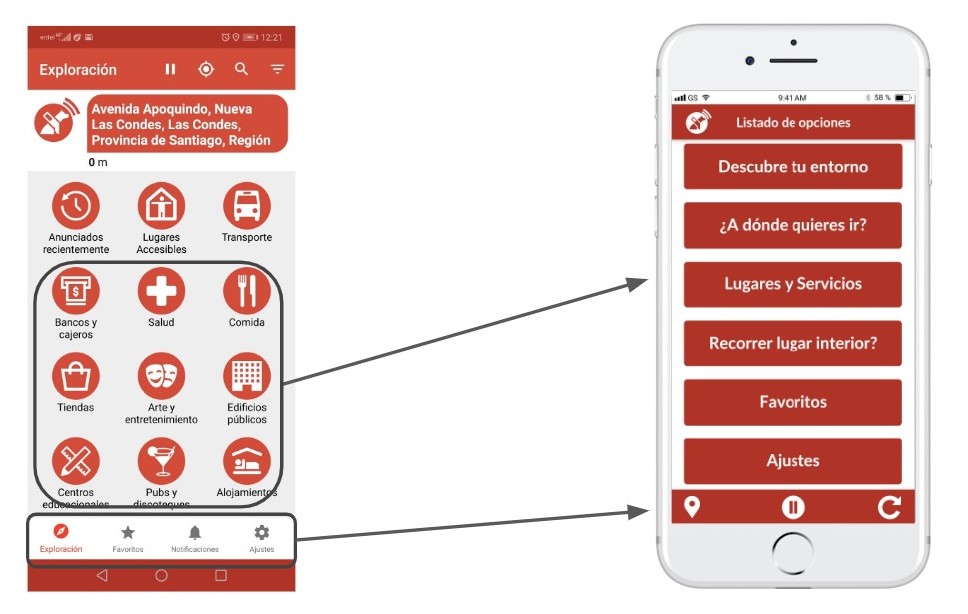 entel
12:21
Exploración
Avenida Apoquindo, Nueva
Las Condes, Las Condes,
Provincia de Santiago, Región
0 m
Anunciados
recientemente
Lugares
Accesibles
Transporte
Bancos y
cajeros
Salud
Comida
Tiendas
Arte y
entretenimiento
Edificios
públicos
Centros
educacionales
Pubs y
discoteques
Alojamientos
Exploración
Favoritos
Notificaciones
Ajustes
GS
9:41 AM
58 %
Listado de opciones
Descubre tu entorno
¿A dónde quieres ir?
Lugares y Servicios
Recorrer lugar interior?
Favoritos
Ajustes